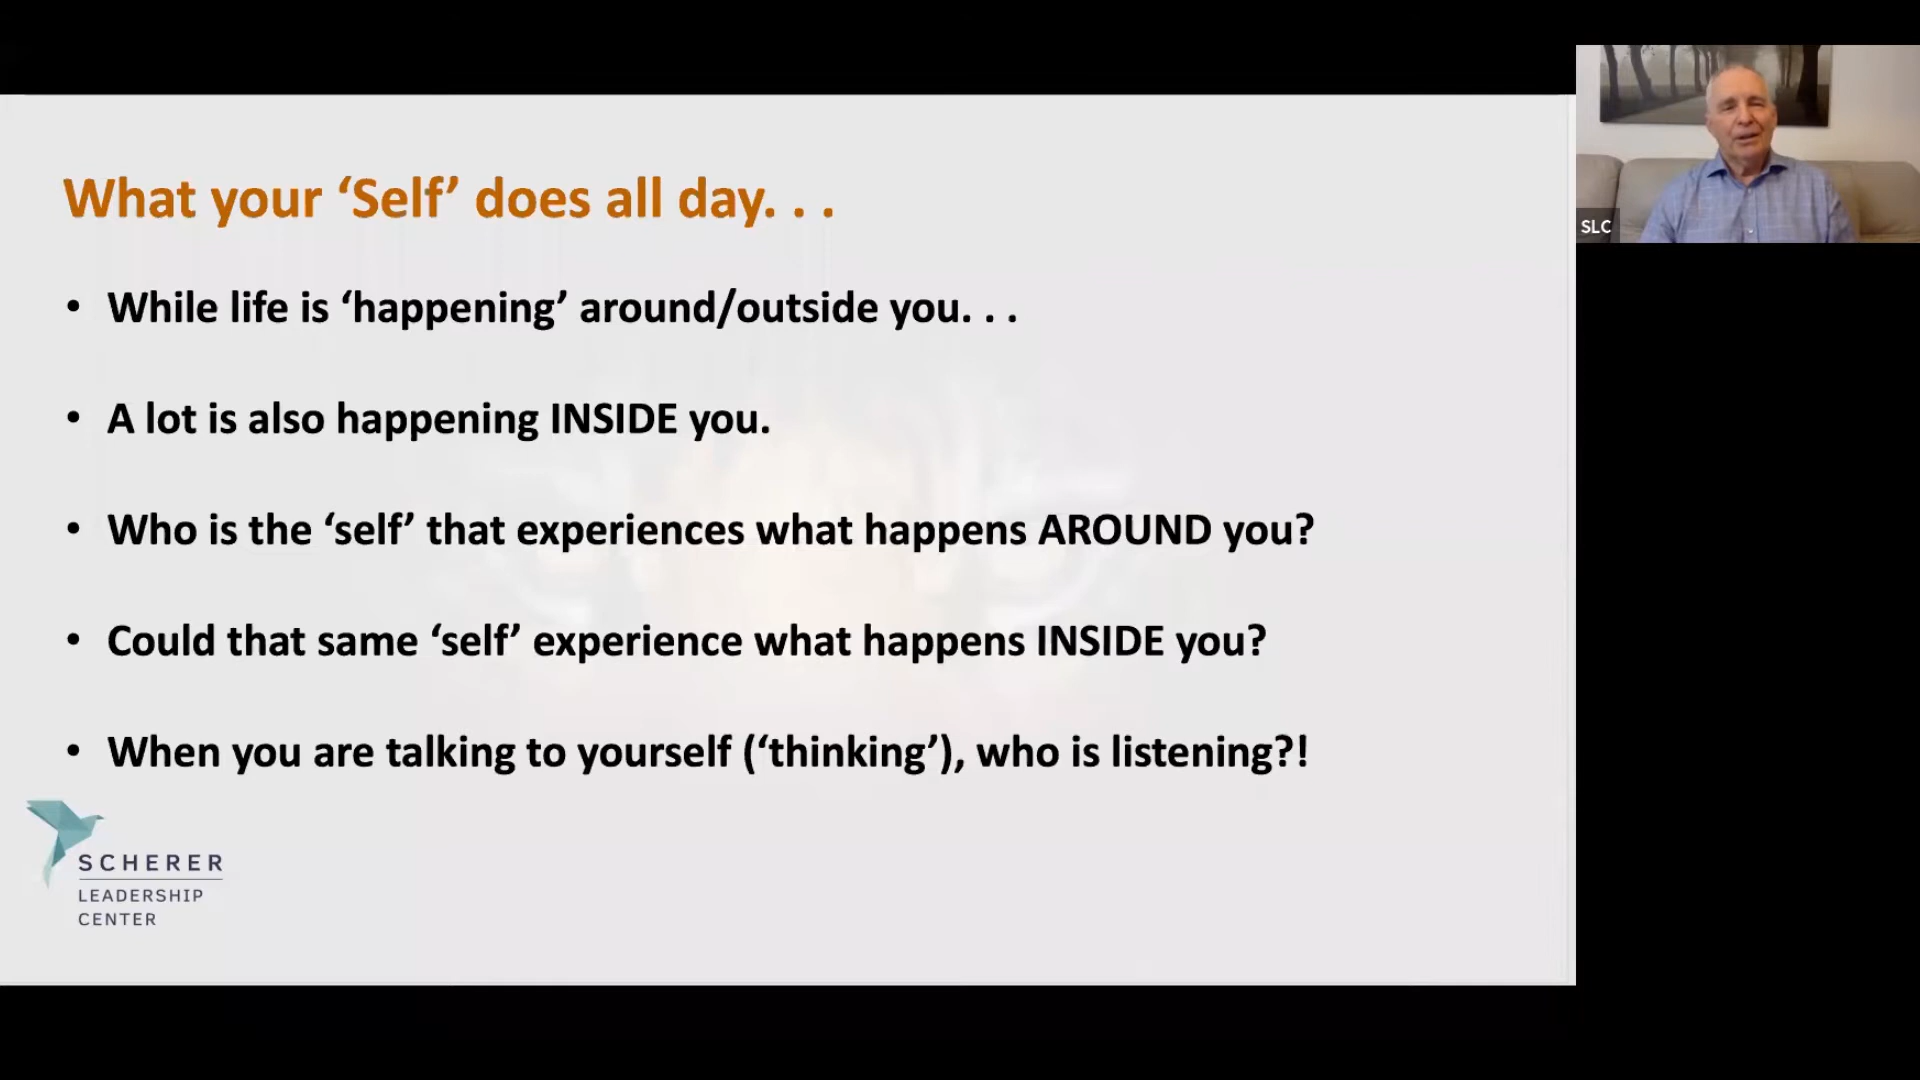 What your ‘Self’ does all day. . .
• While life is ‘happening’ around/outside you. . .
• A lot is also happening INSIDE you.
• Who is the ‘self’ that experiences what happens AROUND you?
• Could that same ‘self’ experience what happens INSIDE you?
• When you are talking to yourself (‘thinking’), who is listening?!
SCHERER
LEADERSHIP
CENTER
SLC